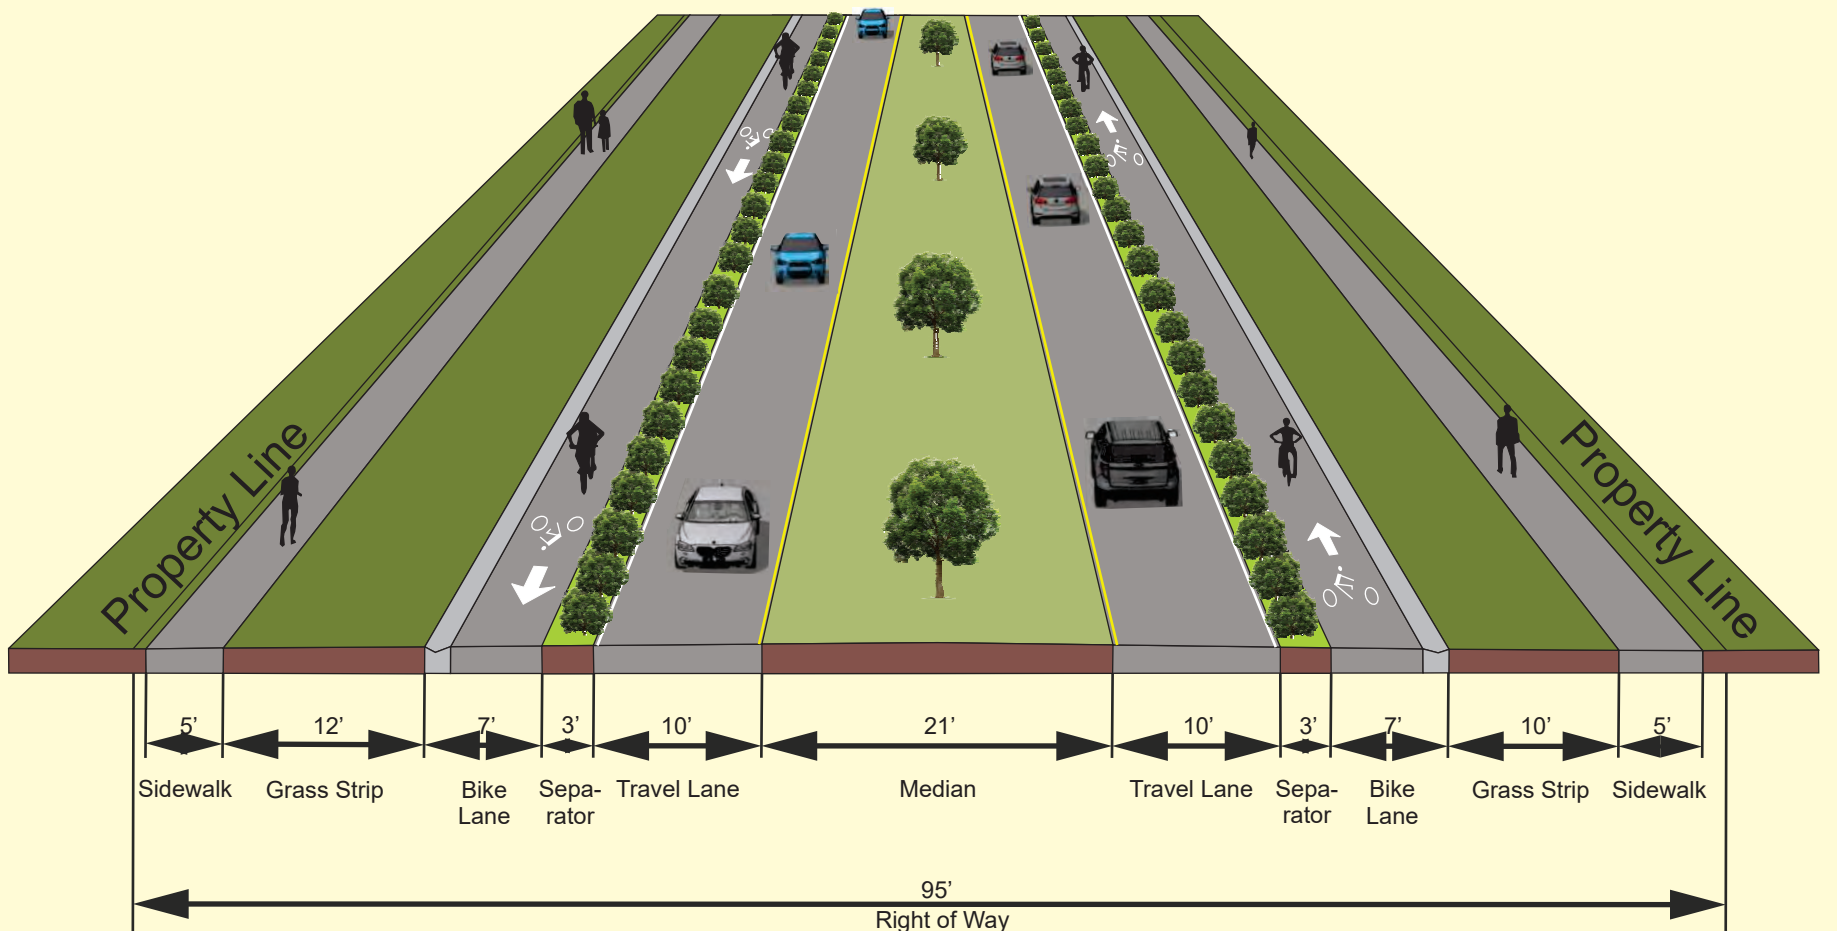 Property Line
Property Line
5’
12’
7’
3’
10’
21’
10’
3’
7’
10’
5’
Sidewalk
Grass Strip
Bike
Lane
Sepa-
rator
Travel Lane
Median
Travel Lane
Sepa-
rator
Bike
Lane
Grass Strip
Sidewalk
95’
Right of Way